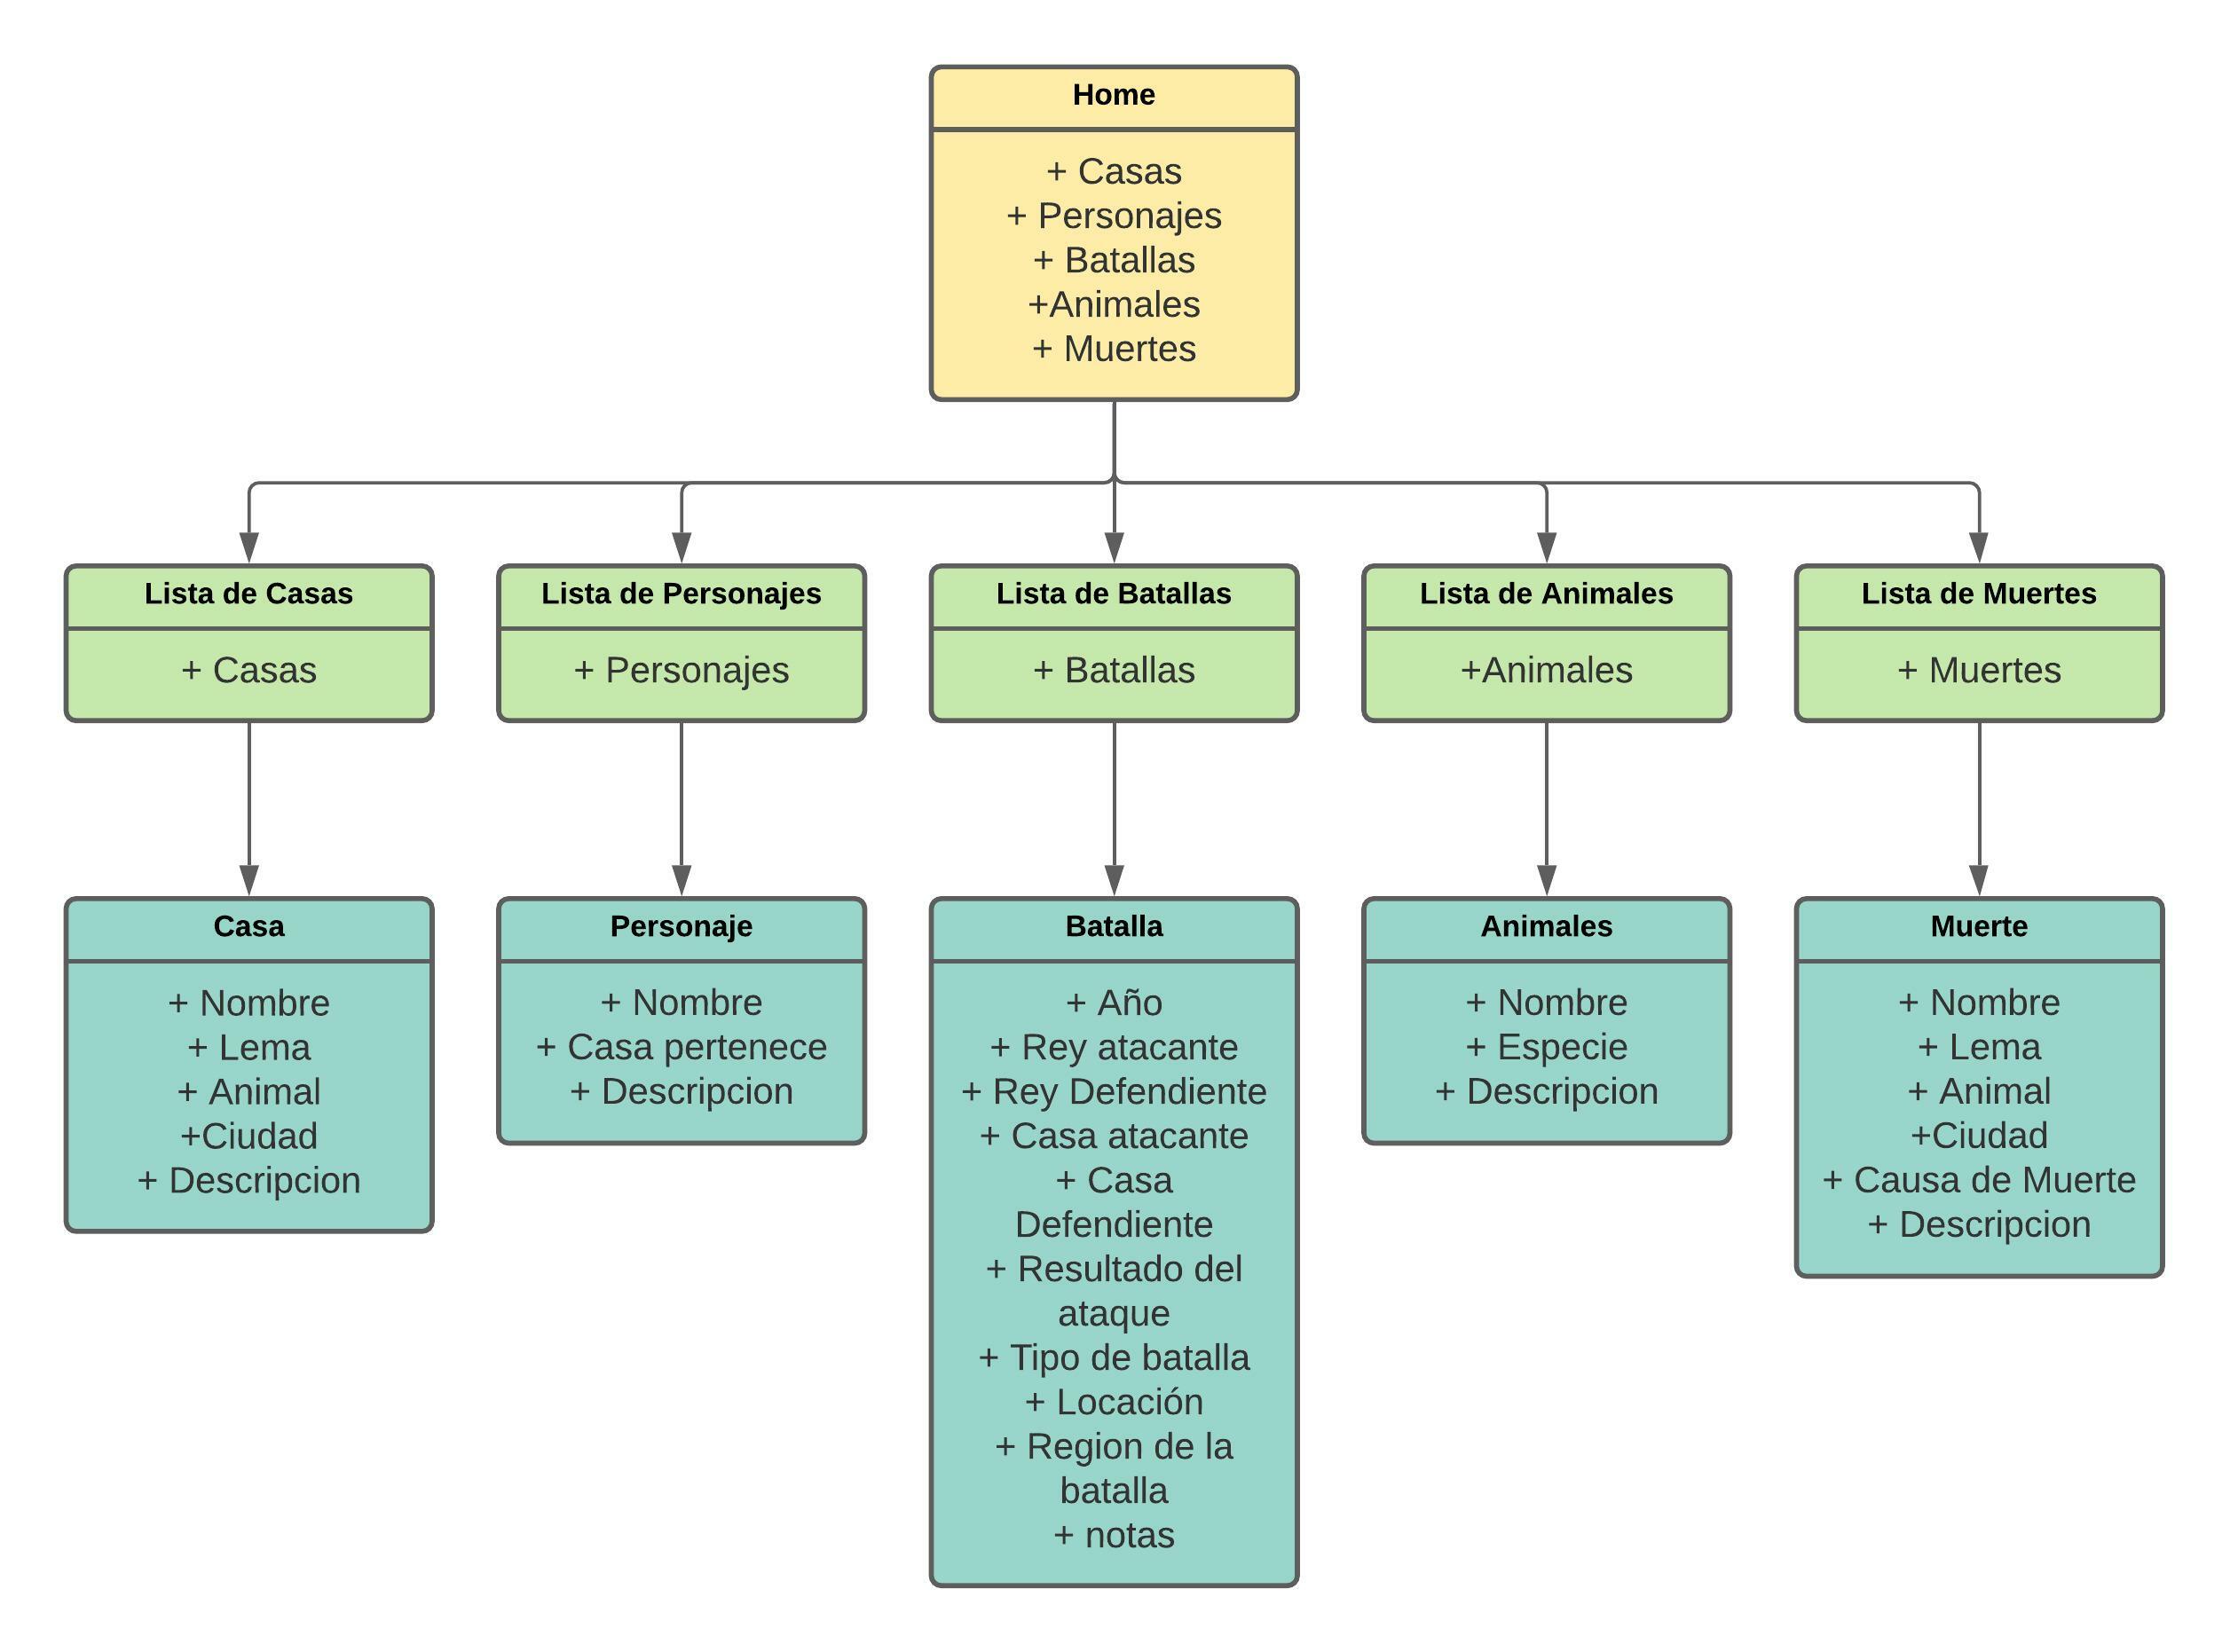 Home
+ Casas
+ Personajes
+ Batallas
+Animales
+ Muertes
Lista de Casas
+ Casas
Lista de Personajes
+ Personajes
Lista de Batallas
+ Batallas
Lista de Animales
+Animales
Lista de Muertes
+ Muertes
Casa
+ Nombre
+ Lema
+ Animal
+Ciudad
+ Descripcion
Personaje
+ Nombre
+ Casa pertenece
+ Descripcion
Batalla
+ Año
+ Rey atacante
+ Rey Defendiente
+ Casa atacante
+ Casa
Defendiente
+ Resultado del
ataque
+ Tipo de batalla
+ Locación
+ Region de la
batalla
+ notas
Animales
+ Nombre
+ Especie
+ Descripcion
Muerte
+ Nombre
+ Lema
+ Animal
+Ciudad
+ Causa de Muerte
+ Descripcion